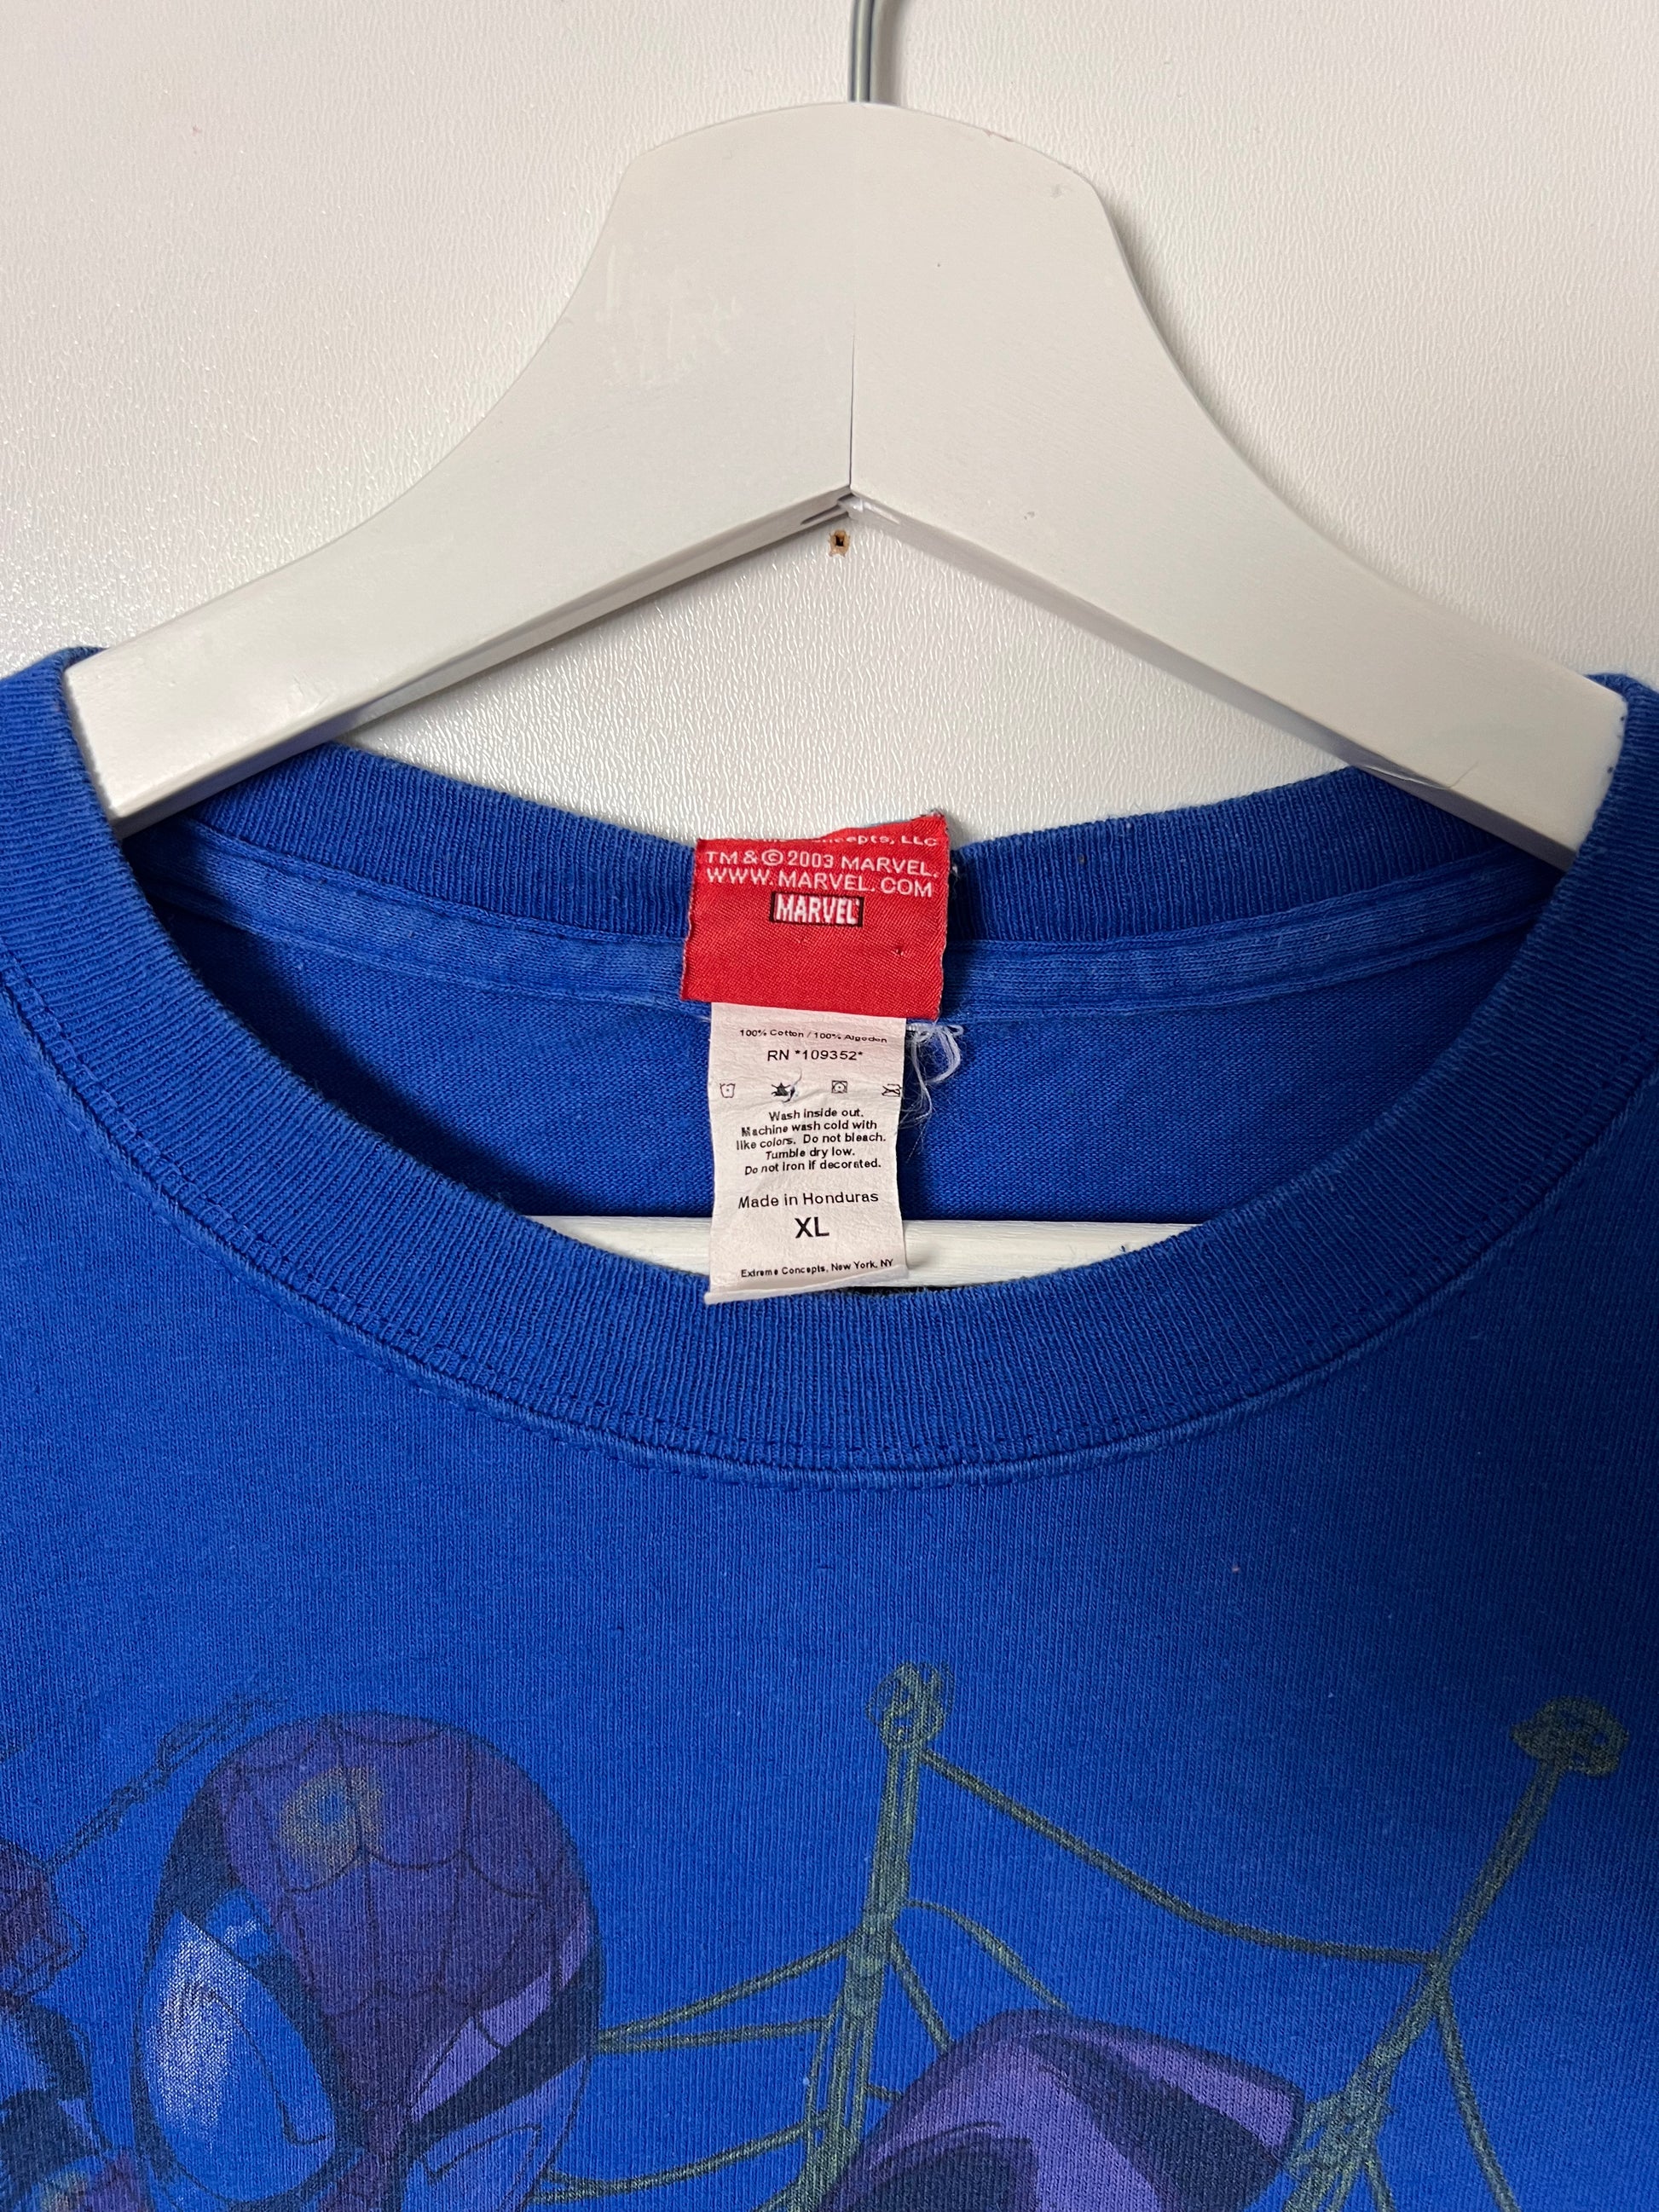 LLC
TM & © 2003 MARVEL.
WWW.MARVEL.COM
MARVEL
100% Cotton / 100% Algodon
RN *109352*
Wash inside out.
Machine wash cold with
like colors. Do not bleach.
Tumble dry low.
Do not iron if decorated.
Made in Honduras
XL
Extreme Concepts, New York, NY